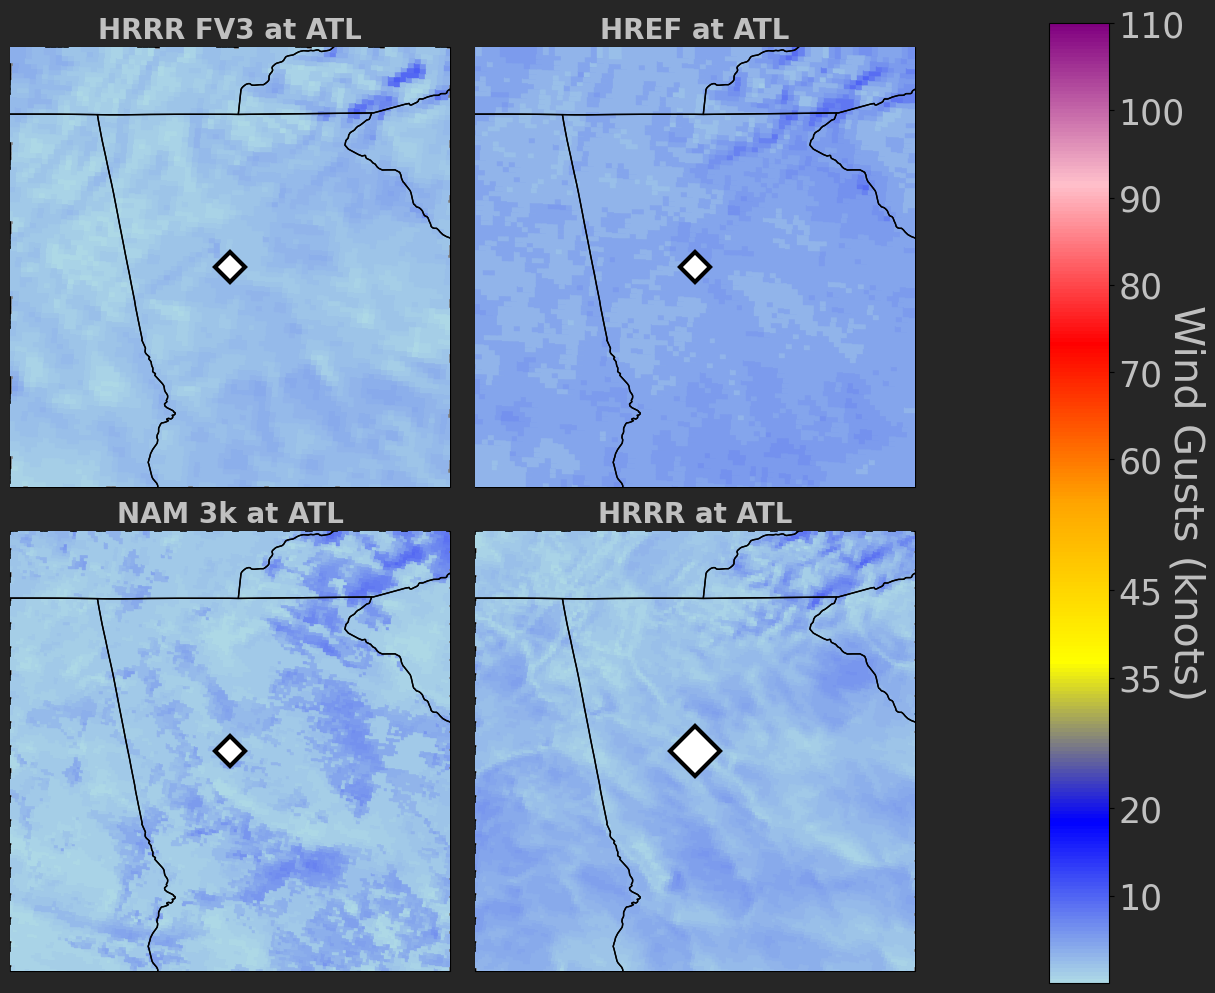 HRRR FV3 at ATL
HREF at ATL
NAM 3k at ATL
HRRR at ATL
110
100
90
80
70
60
45
35
20
10
Wind Gusts (knots)